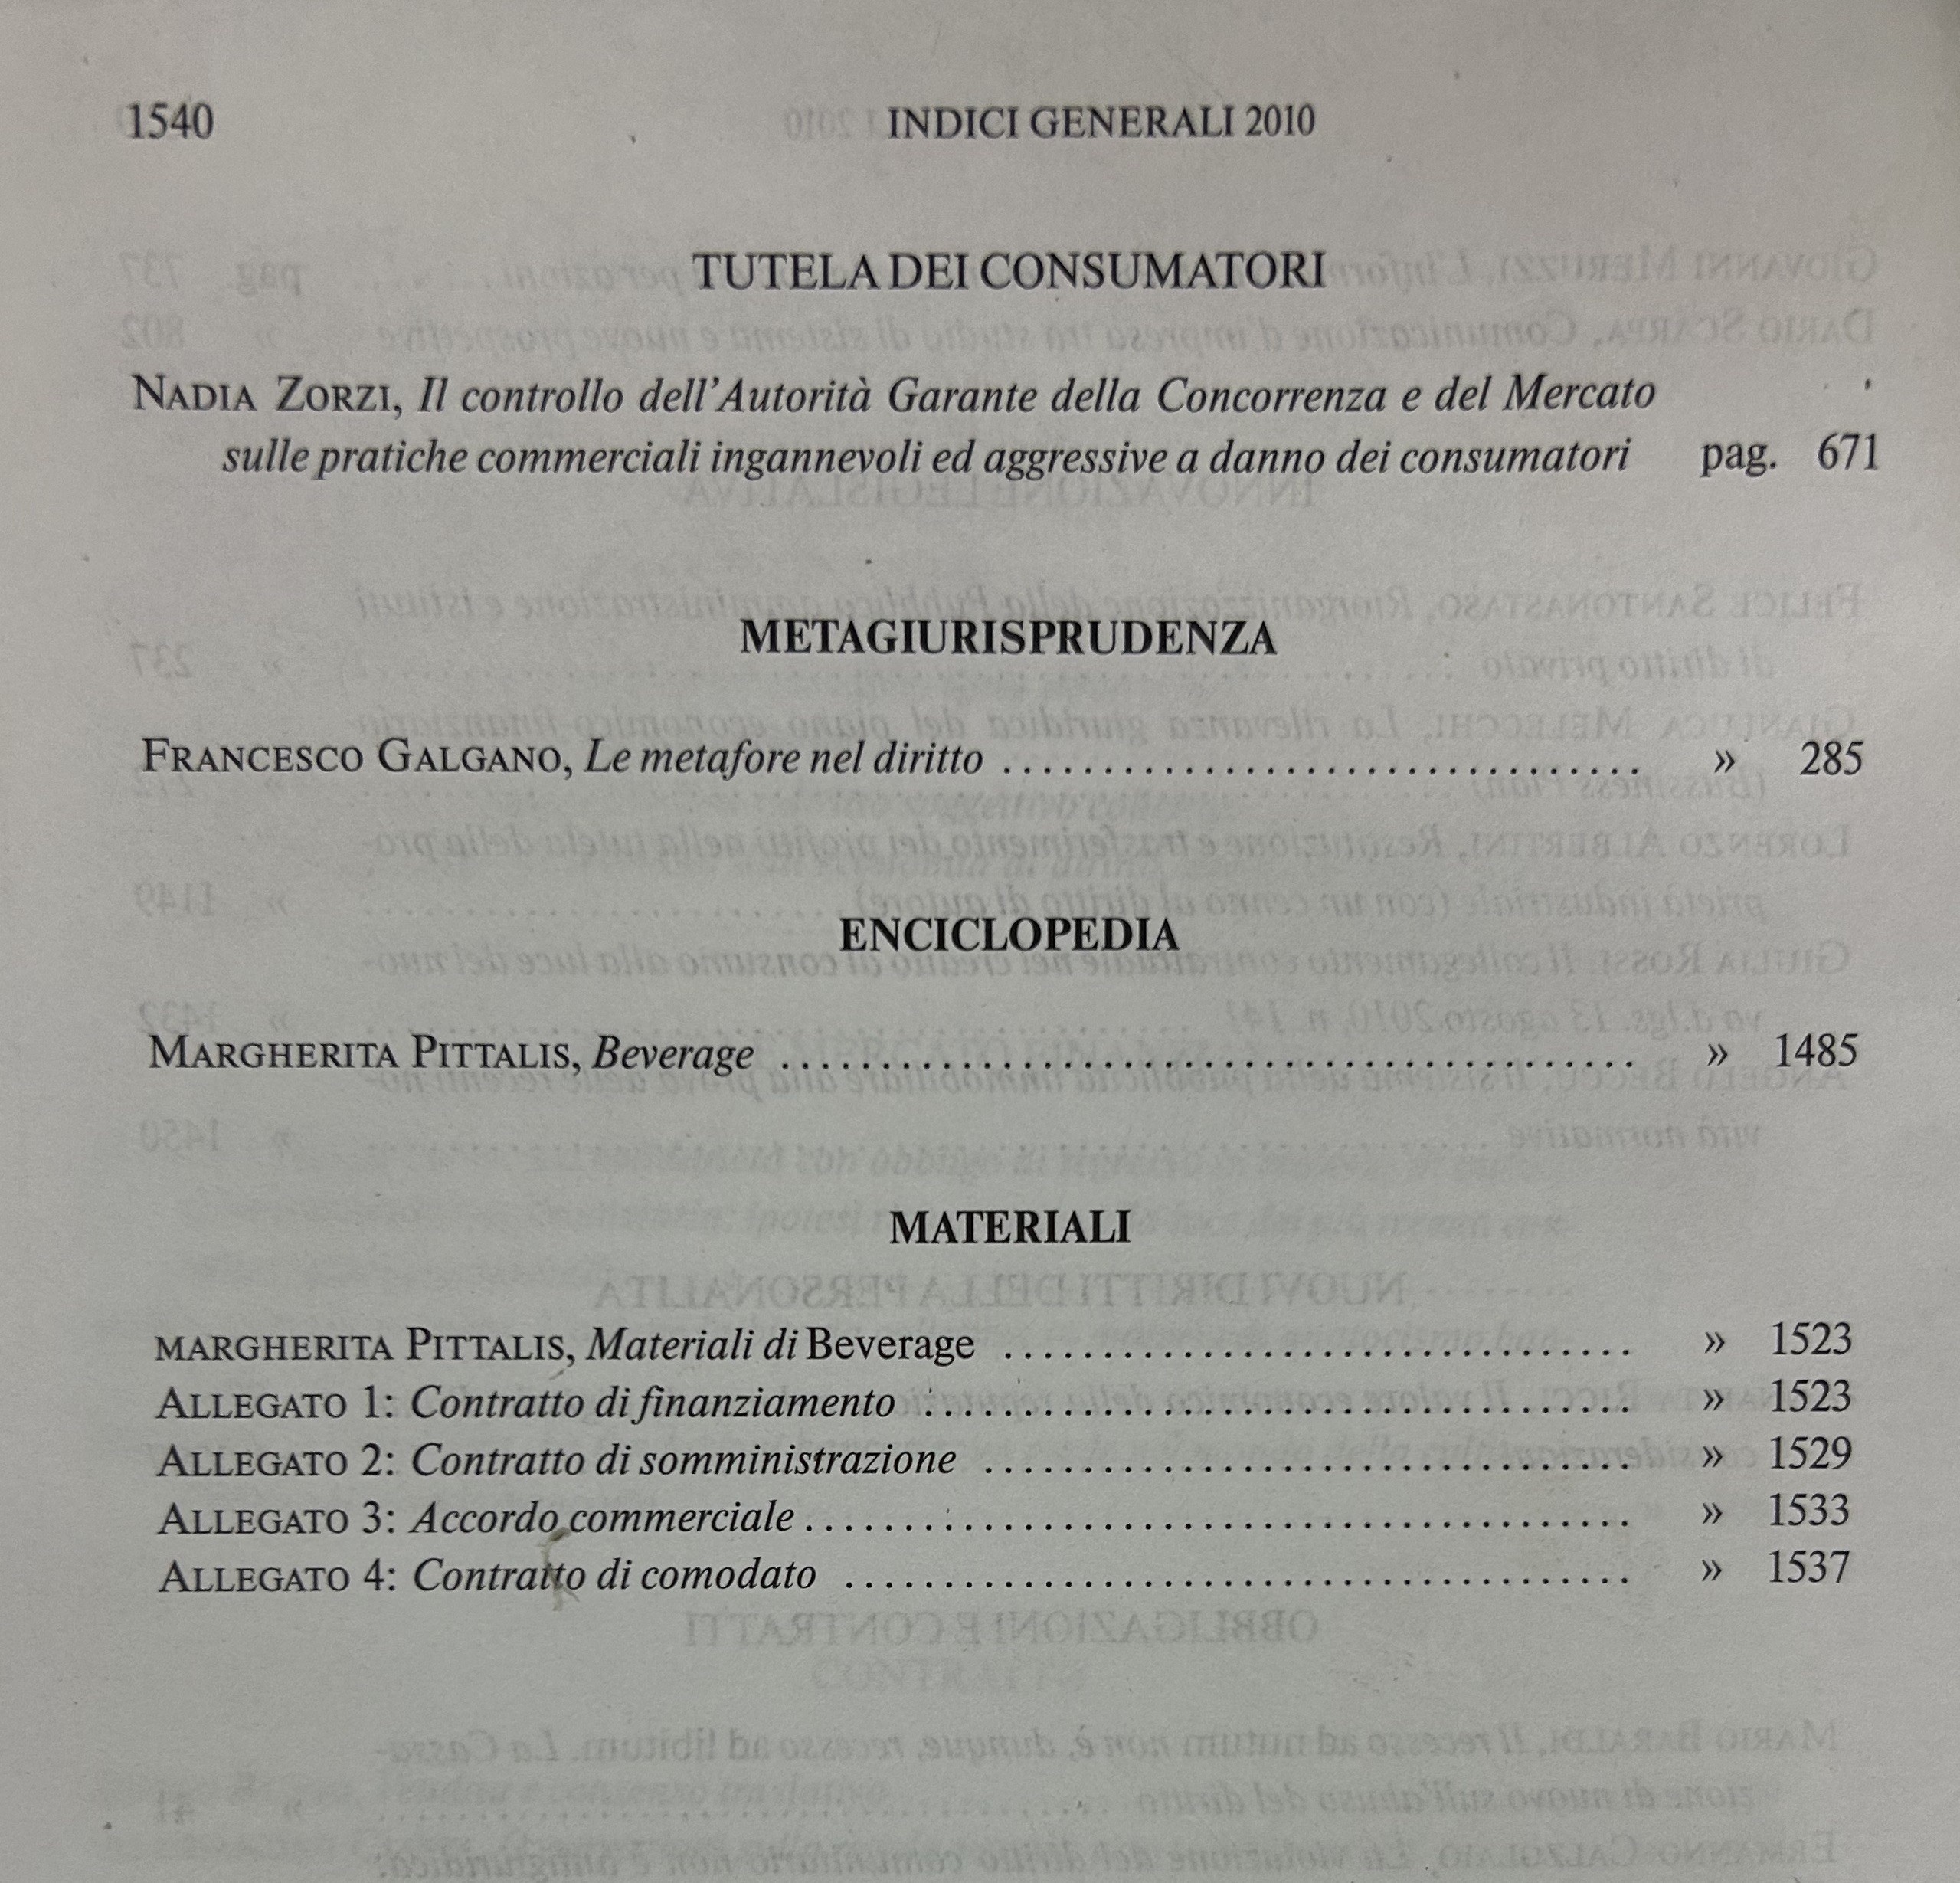 1540 INDICI GENERALI 2010
TUTELA DEI CONSUMATORI
NADIA ZORZI, Il controllo dell'Autorità Garante della Concorrenza e del Mercato
sulle pratiche commerciali ingannevoli ed aggressive a danno dei consumatori pag. 671
METAGIURISPRUDENZA
FRANCESCO GALGANO, Le metafore nel diritto ................................ » 285
ENCICLOPEDIA
MARGHERITA PITTALIS, Beverage ........................................... » 1485
MATERIALI
MARGHERITA PITTALIS, Materiali di Beverage ................................ » 1523
ALLEGATO 1: Contratto di finanziamento .................................... » 1523
ALLEGATO 2: Contratto di somministrazione ................................. » 1529
ALLEGATO 3: Accordo commerciale .......................................... » 1533
ALLEGATO 4: Contratto di comodato ........................................ » 1537